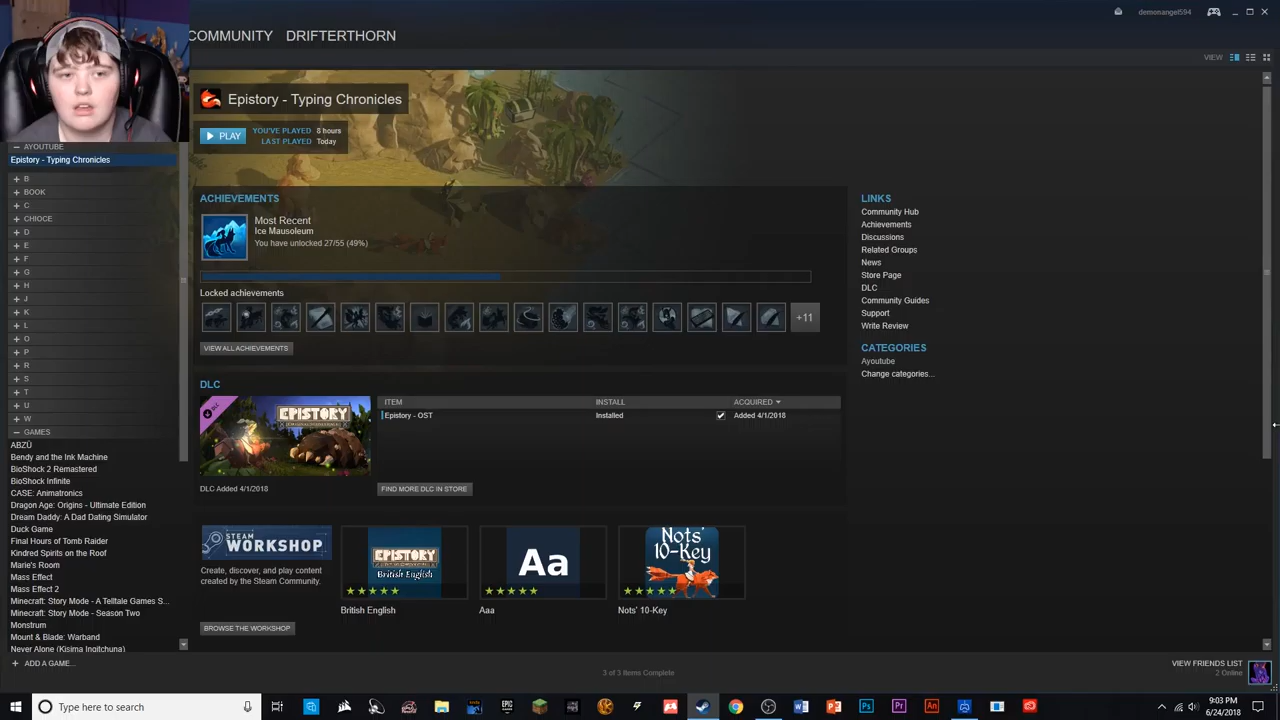 demonangel594
COMMUNITY DRIFTERTHORN
VIEW
Epistory - Typing Chronicles
PLAY
YOU'VE PLAYED 8 hours
LAST PLAYED Today
AYOUTUBE
Epistory - Typing Chronicles
B
BOOK
C
CHIOCE
D
E
F
G
H
J
K
L
O
P
R
S
T
U
W
GAMES
ABZÛ
Bendy and the Ink Machine
BioShock 2 Remastered
BioShock Infinite
CASE: Animatronics
Dragon Age: Origins - Ultimate Edition
Dream Daddy: A Dad Dating Simulator
Duck Game
Final Hours of Tomb Raider
Kindred Spirits on the Roof
Marie's Room
Mass Effect
Mass Effect 2
Minecraft: Story Mode - A Telltale Games S...
Minecraft: Story Mode - Season Two
Monstrum
Mount & Blade: Warband
Never Alone (Kisima Ingitchuna)
ADD A GAME...
ACHIEVEMENTS
Most Recent
Ice Mausoleum
You have unlocked 27/55 (49%)
Locked achievements
+11
VIEW ALL ACHIEVEMENTS
DLC
DLC
EPISTORY
DLC Added 4/1/2018
ITEM INSTALL ACQUIRED
Epistory - OST Installed Added 4/1/2018
FIND MORE DLC IN STORE
STEAM
WORKSHOP
Create, discover, and play content
created by the Steam Community.
BROWSE THE WORKSHOP
EPISTORY
British English
British English
Aa
Aaa
Nots'
10-Key
Nots' 10-Key
LINKS
Community Hub
Achievements
Discussions
Related Groups
News
Store Page
DLC
Community Guides
Support
Write Review
CATEGORIES
Ayoutube
Change categories...
3 of 3 Items Complete
VIEW FRIENDS LIST
2 Online
Type here to search
Ps
Pr
An
9:03 PM
6/24/2018